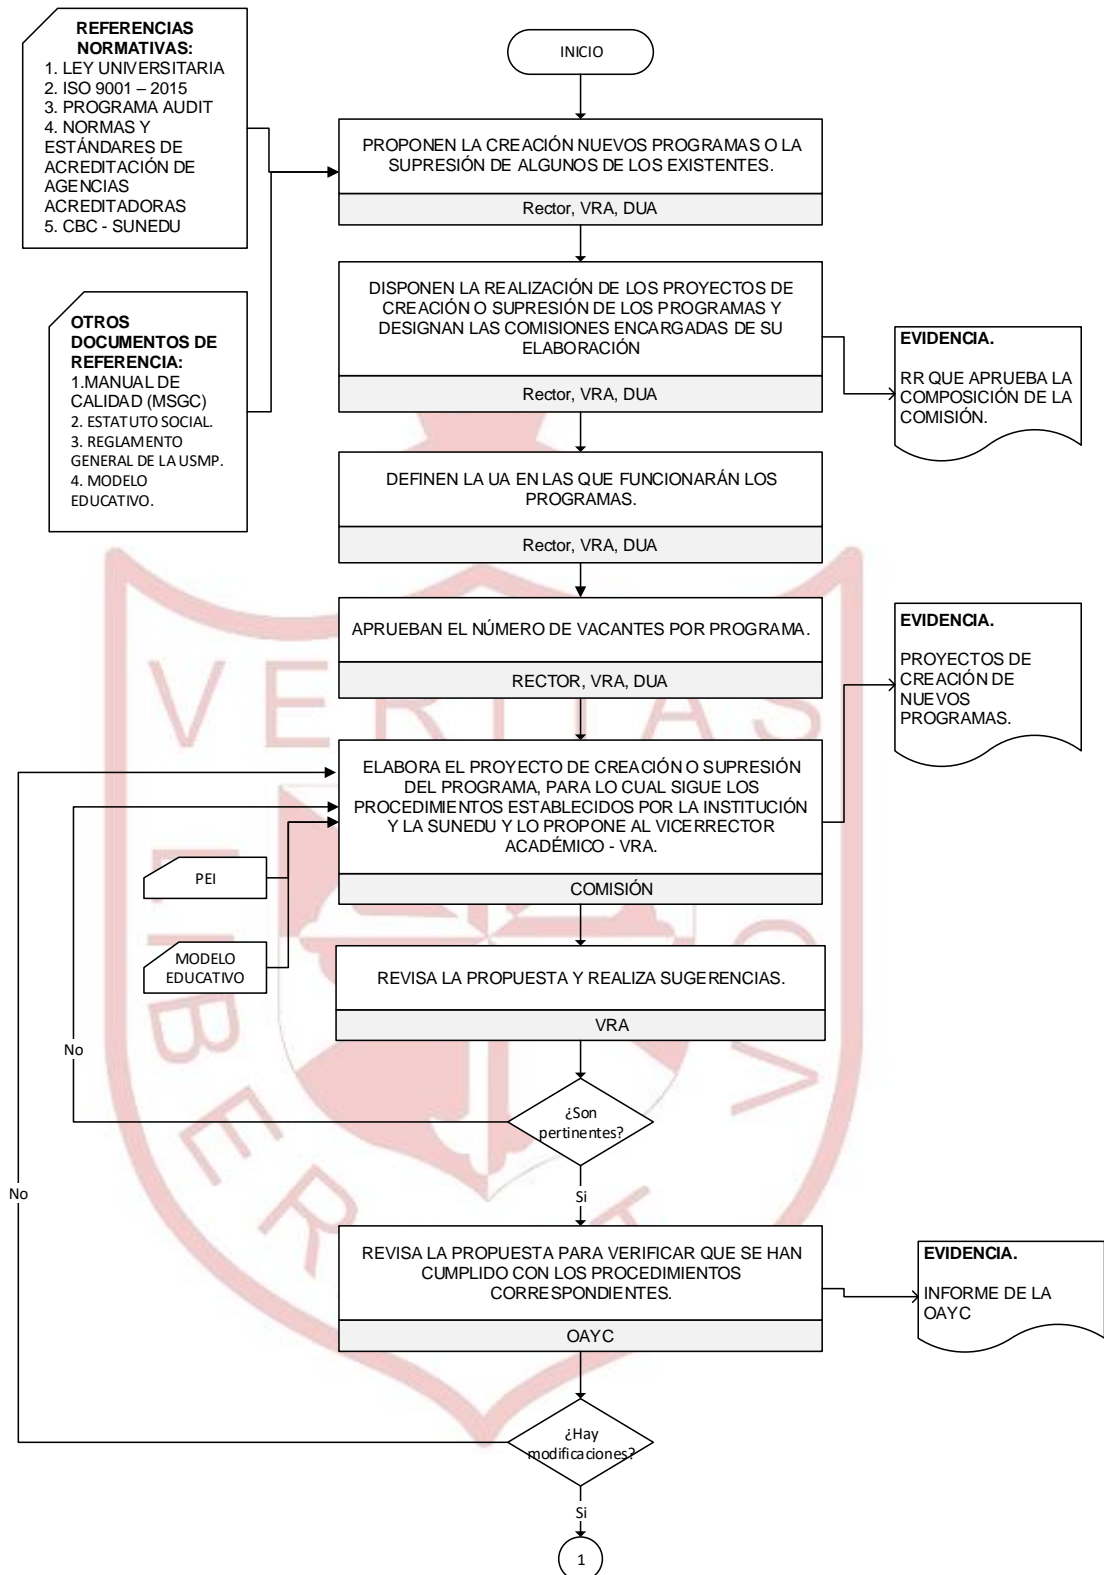 REFERENCIAS
NORMATIVAS:
1. LEY UNIVERSITARIA
2. ISO 9001 – 2015
3. PROGRAMA AUDIT
4. NORMAS Y
ESTÁNDARES DE
ACREDITACIÓN DE
AGENCIAS
ACREDITADORAS
5. CBC - SUNEDU
INICIO
PROPONEN LA CREACIÓN NUEVOS PROGRAMAS O LA
SUPRESIÓN DE ALGUNOS DE LOS EXISTENTES.
Rector, VRA, DUA
OTROS
DOCUMENTOS DE
REFERENCIA:
1.MANUAL DE
CALIDAD (MSGC)
2. ESTATUTO SOCIAL.
3. REGLAMENTO
GENERAL DE LA USMP.
4. MODELO
EDUCATIVO.
DISPONEN LA REALIZACIÓN DE LOS PROYECTOS DE
CREACIÓN O SUPRESIÓN DE LOS PROGRAMAS Y
DESIGNAN LAS COMISIONES ENCARGADAS DE SU
ELABORACIÓN
Rector, VRA, DUA
EVIDENCIA.
RR QUE APRUEBA LA
COMPOSICIÓN DE LA
COMISIÓN.
DEFINEN LA UA EN LAS QUE FUNCIONARÁN LOS
PROGRAMAS.
Rector, VRA, DUA
APRUEBAN EL NÚMERO DE VACANTES POR PROGRAMA.
RECTOR, VRA, DUA
EVIDENCIA.
PROYECTOS DE
CREACIÓN DE
NUEVOS
PROGRAMAS.
ELABORA EL PROYECTO DE CREACIÓN O SUPRESIÓN
DEL PROGRAMA, PARA LO CUAL SIGUE LOS
PROCEDIMIENTOS ESTABLECIDOS POR LA INSTITUCIÓN
Y LA SUNEDU Y LO PROPONE AL VICERRECTOR
ACADÉMICO - VRA.
COMISIÓN
PEI
MODELO
EDUCATIVO
REVISA LA PROPUESTA Y REALIZA SUGERENCIAS.
VRA
No
¿Son
pertinentes?
Si
No
REVISA LA PROPUESTA PARA VERIFICAR QUE SE HAN
CUMPLIDO CON LOS PROCEDIMIENTOS
CORRESPONDIENTES.
OAYC
EVIDENCIA.
INFORME DE LA
OAYC
¿Hay
modificaciones?
Si
1
VERITAS